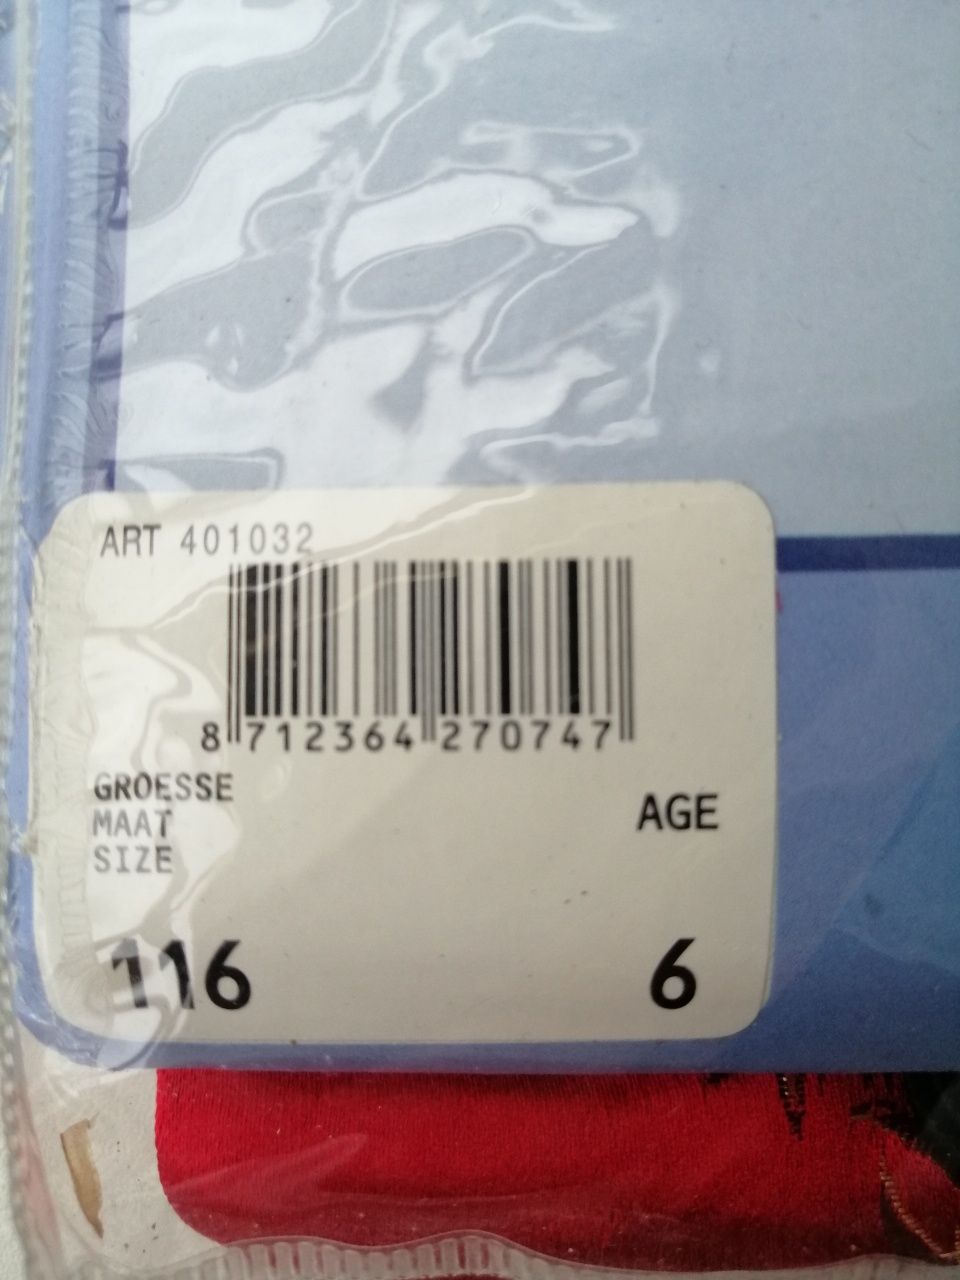 ART 401032
8 712364 270747
GROESSE
MAAT
SIZE
AGE
116
6